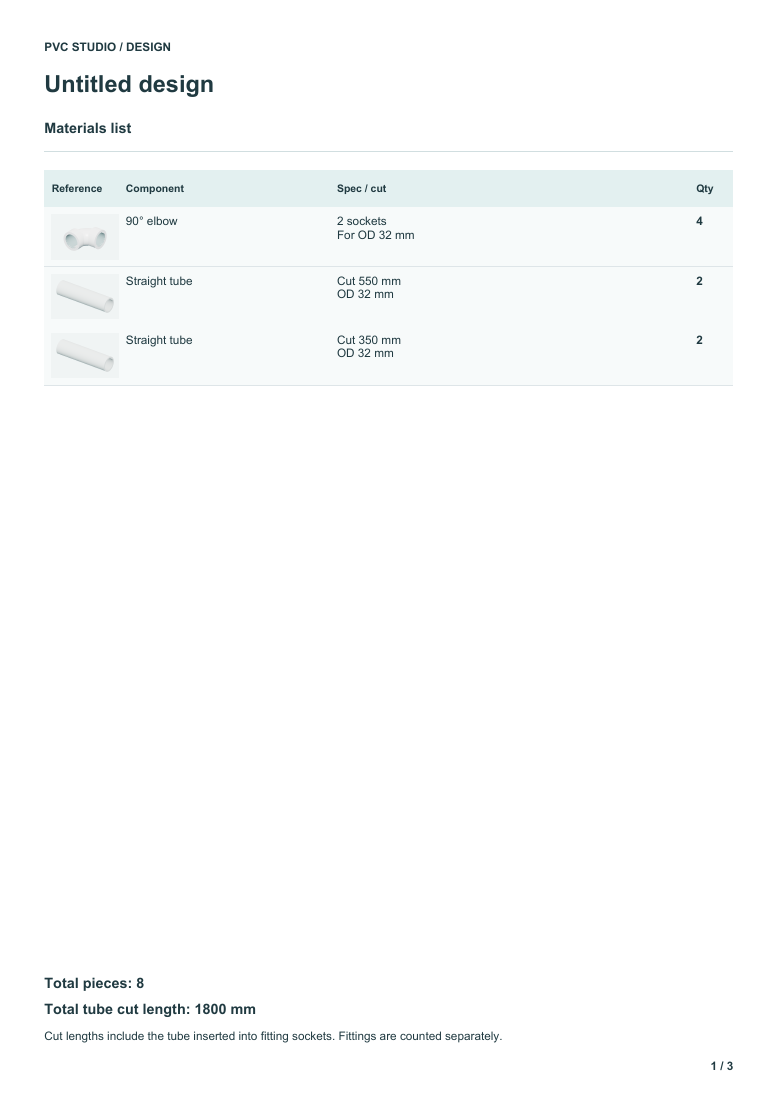 PVC STUDIO / DESIGN
Untitled design
Materials list
Reference Component Spec / cut Qty
90° elbow 2 sockets 4
For OD 32 mm
Straight tube Cut 550 mm 2
OD 32 mm
Straight tube Cut 350 mm 2
OD 32 mm
Total pieces: 8
Total tube cut length: 1800 mm
Cut lengths include the tube inserted into fitting sockets. Fittings are counted separately.
1 / 3